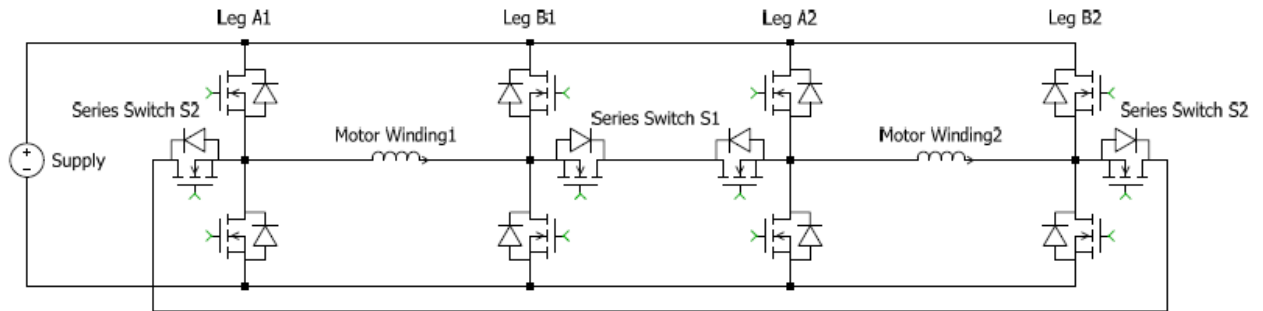 Leg A1
Leg B1
Leg A2
Leg B2
Series Switch S2
Motor Winding1
Series Switch S1
Motor Winding2
Series Switch S2
Supply